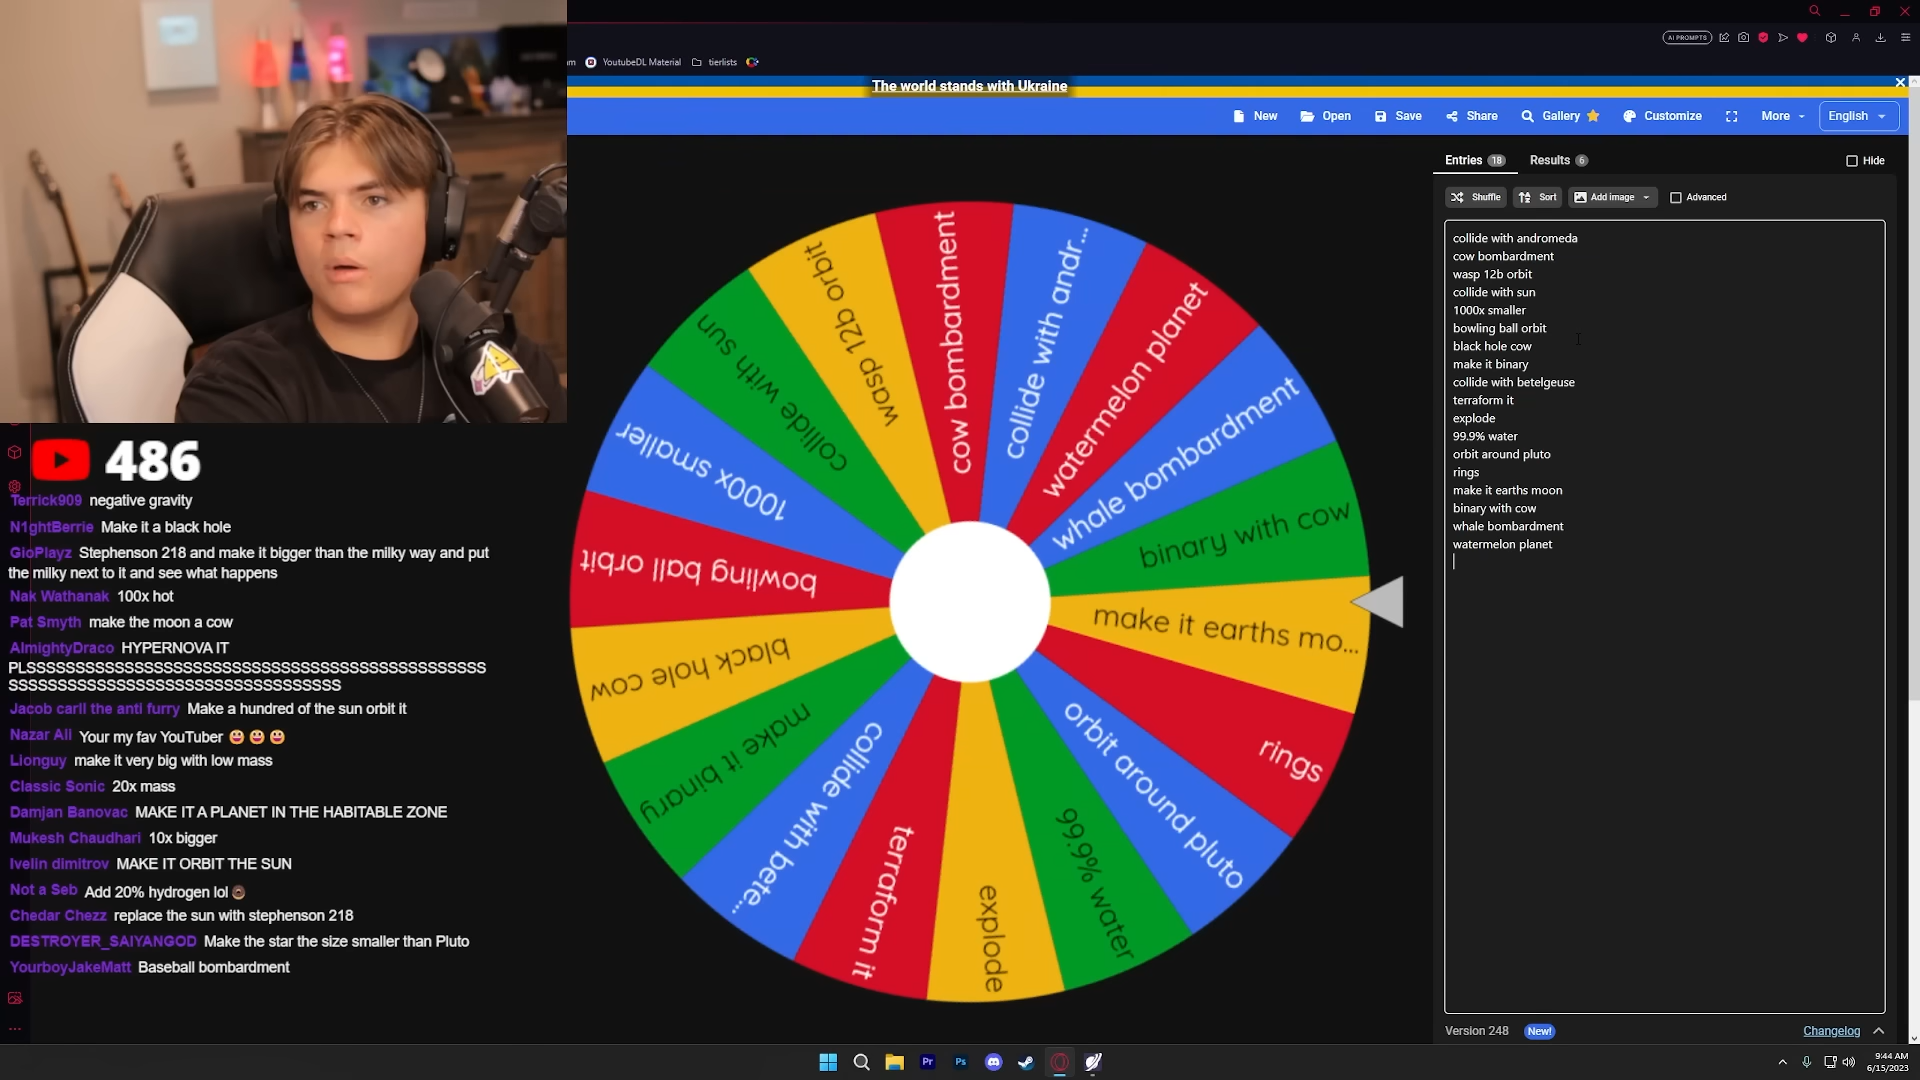 YoutubeDL Material
tierlists
AI PROMPTS
The world stands with Ukraine
New
Open
Save
Share
Gallery
Customize
More
English
Entries 18
Results 6
Hide
Shuffle
Sort
Add image
Advanced
collide with andromeda
cow bombardment
wasp 12b orbit
collide with sun
1000x smaller
bowling ball orbit
black hole cow
make it binary
collide with betelgeuse
terraform it
explode
99.9% water
orbit around pluto
rings
make it earths moon
binary with cow
whale bombardment
watermelon planet
Version 248
New!
Changelog
cow bombardment
collide with andr...
watermelon planet
whale bombardment
binary with cow
make it earths mo...
rings
orbit around pluto
99.9% water
explode
terraform it
collide with bete...
make it binary
black hole cow
bowling ball orbit
1000x smaller
collide with sun
wasp 12b orbit
486
Terrick909 negative gravity
N1ghtBerrie Make it a black hole
GioPlayz Stephenson 218 and make it bigger than the milky way and put
the milky next to it and see what happens
Nak Wathanak 100x hot
Pat Smyth make the moon a cow
AlmightyDraco HYPERNOVA IT
PLSSSSSSSSSSSSSSSSSSSSSSSSSSSSSSSSSSSSSSSSSSSSS
SSSSSSSSSSSSSSSSSSSSSSSSSSSSSSSSS
Jacob carll the anti furry Make a hundred of the sun orbit it
Nazar Ali Your my fav YouTuber 😀 😀 😀
Lionguy make it very big with low mass
Classic Sonic 20x mass
Damjan Banovac MAKE IT A PLANET IN THE HABITABLE ZONE
Mukesh Chaudhari 10x bigger
Ivelin dimitrov MAKE IT ORBIT THE SUN
Not a Seb Add 20% hydrogen lol
Chedar Chezz replace the sun with stephenson 218
DESTROYER_SAIYANGOD Make the star the size smaller than Pluto
YourboyJakeMatt Baseball bombardment
Pr
Ps
9:44 AM
6/15/2023